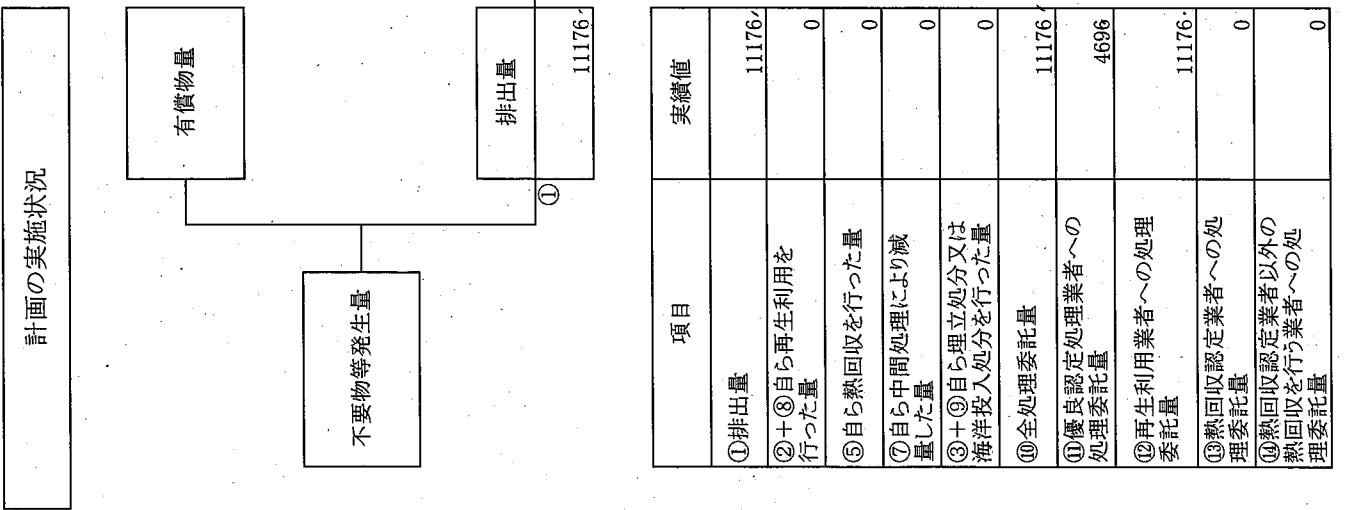 計画の実施状況
有償物量
不要物等発生量
排出量
①
11176
項目
実績値
①排出量
11176
②+⑧自ら再生利用を
行った量
0
⑤自ら熱回収を行った量
0
⑦自ら中間処理により減
量した量
0
③+⑨自ら埋立処分又は
海洋投入処分を行った量
0
⑩全処理委託量
11176
⑪優良認定処理業者への
処理委託量
4696
⑫再生利用業者への処理
委託量
11176
⑬熱回収認定業者への処
理委託量
0
⑭熱回収認定業者以外の
熱回収を行う業者への処
理委託量
0